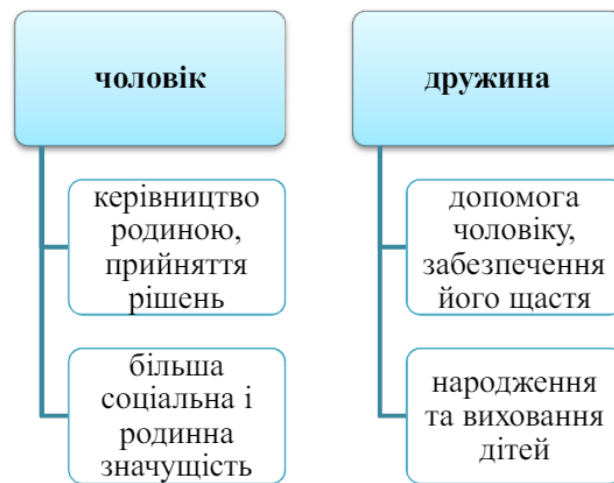 чоловік
керівництво
родиною,
прийняття
рішень
більша
соціальна і
родинна
значущість
дружина
допомога
чоловіку,
забезпечення
його щастя
народження
та виховання
дітей